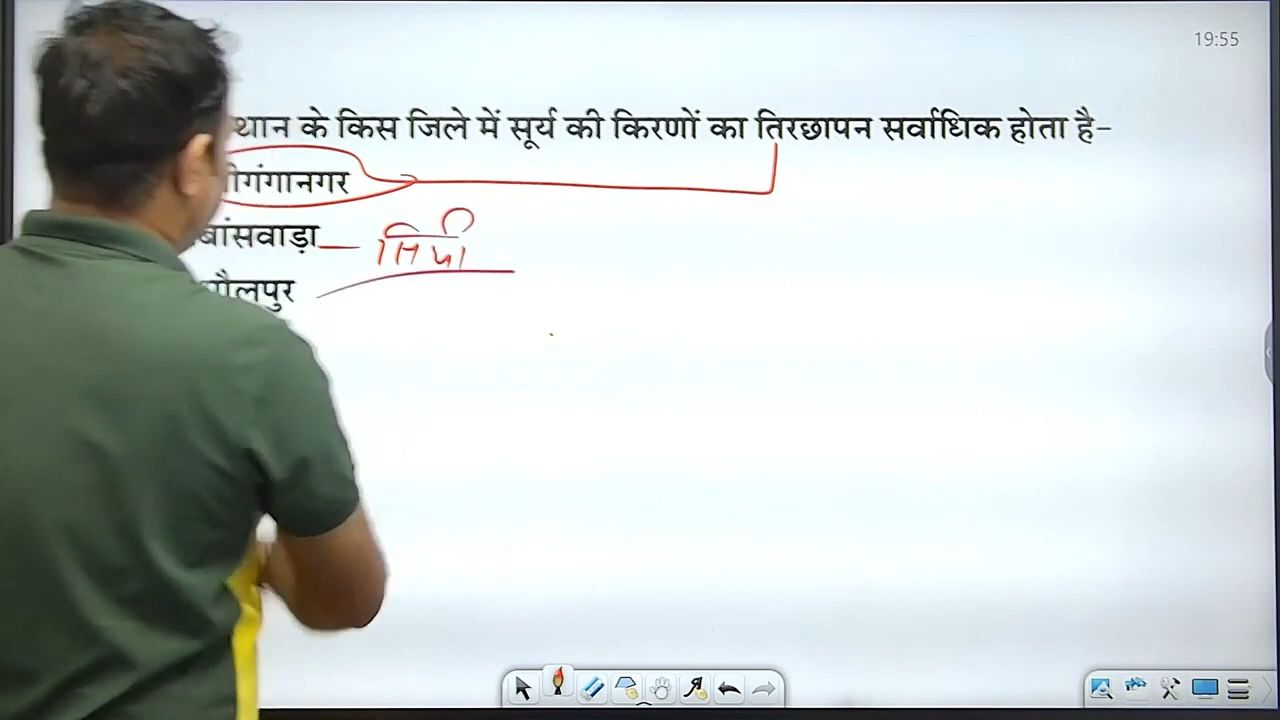 19:55
थान के किस जिले में सूर्य की किरणों का तिरछापन सर्वाधिक होता है-
गंगानगर
बांसवाड़ा
लपुर